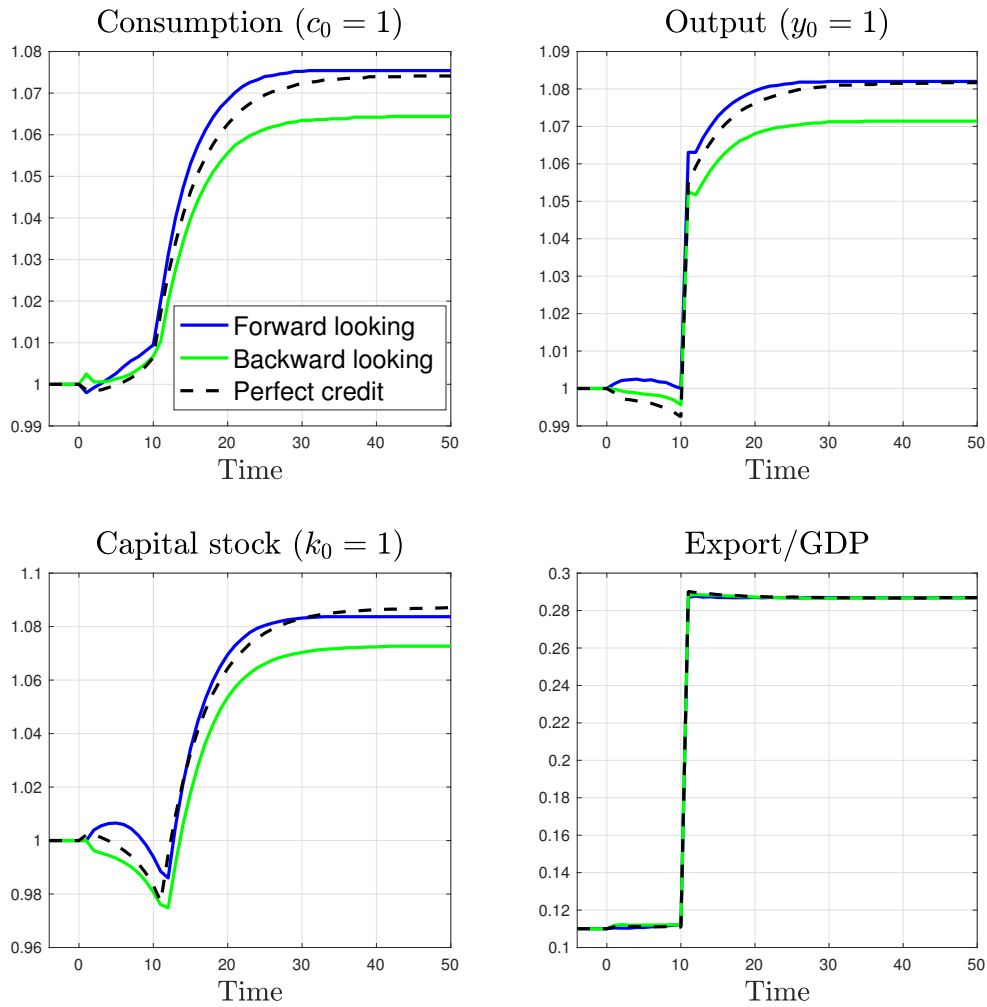 Consumption (c₀ = 1)
1.08
1.07
1.06
1.05
1.04
1.03
1.02
1.01
1
0.99
Forward looking
Backward looking
Perfect credit
0 10 20 30 40 50
Time
Output (y₀ = 1)
1.09
1.08
1.07
1.06
1.05
1.04
1.03
1.02
1.01
1
0.99
0 10 20 30 40 50
Time
Capital stock (k₀ = 1)
1.1
1.08
1.06
1.04
1.02
1
0.98
0.96
0 10 20 30 40 50
Time
Export/GDP
0.3
0.28
0.26
0.24
0.22
0.2
0.18
0.16
0.14
0.12
0.1
0 10 20 30 40 50
Time